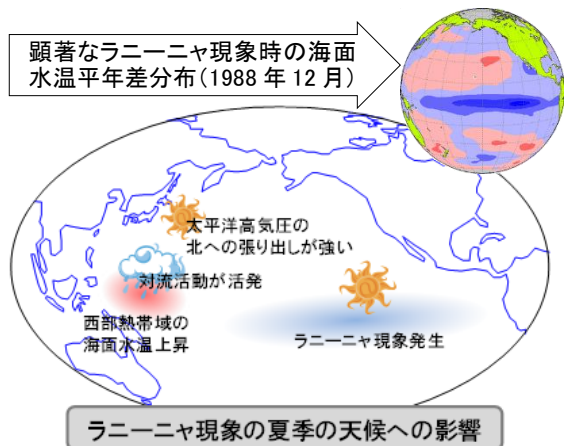 顕著なラニーニャ現象時の海面
水温平年差分布(1988 年 12 月)
太平洋高気圧の
北への張り出しが強い
対流活動が活発
西部熱帯域の
海面水温上昇
ラニーニャ現象発生
ラニーニャ現象の夏季の天候への影響